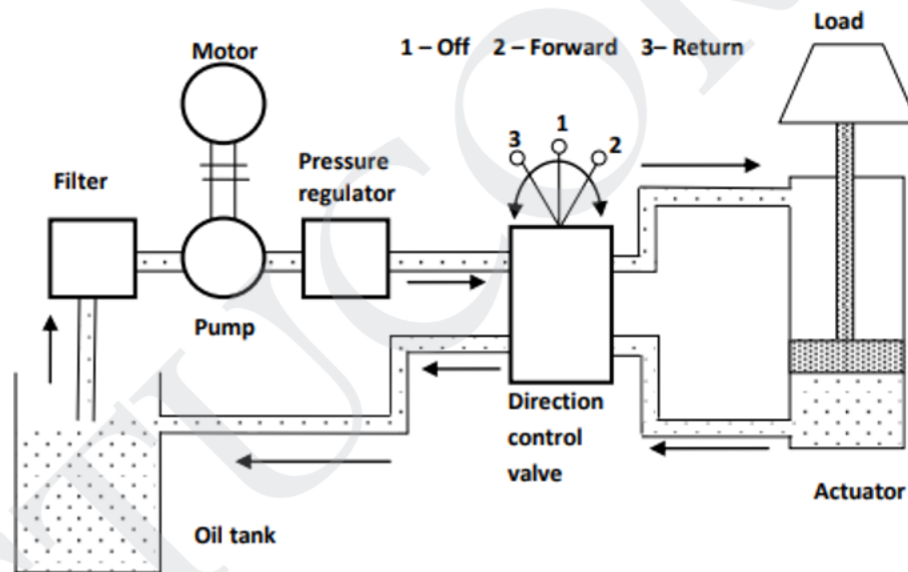 Load
Motor
1 – Off 2 – Forward 3– Return
1
3
2
Pressure
regulator
Filter
Pump
Direction
control
valve
Actuator
Oil tank